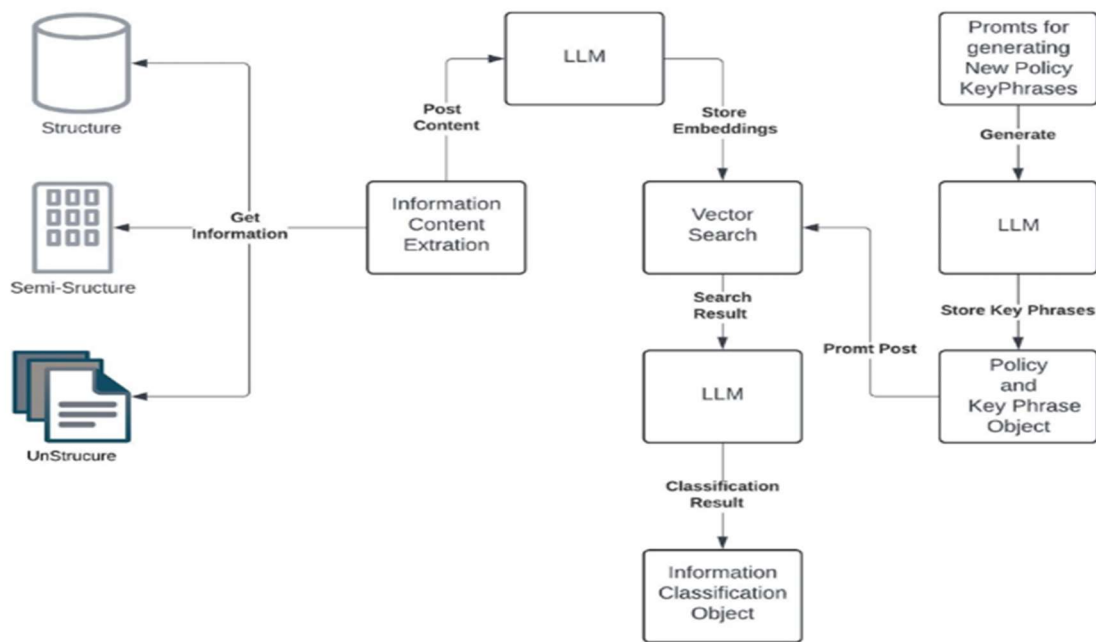 Structure
Semi-Sructure
UnStrucure
Get
Information
Information
Content
Extration
Post
Content
LLM
Store
Embeddings
Vector
Search
Search
Result
LLM
Classification
Result
Information
Classification
Object
Promts for
generating
New Policy
KeyPhrases
Generate
LLM
Store Key Phrases
Policy
and
Key Phrase
Object
Promt Post